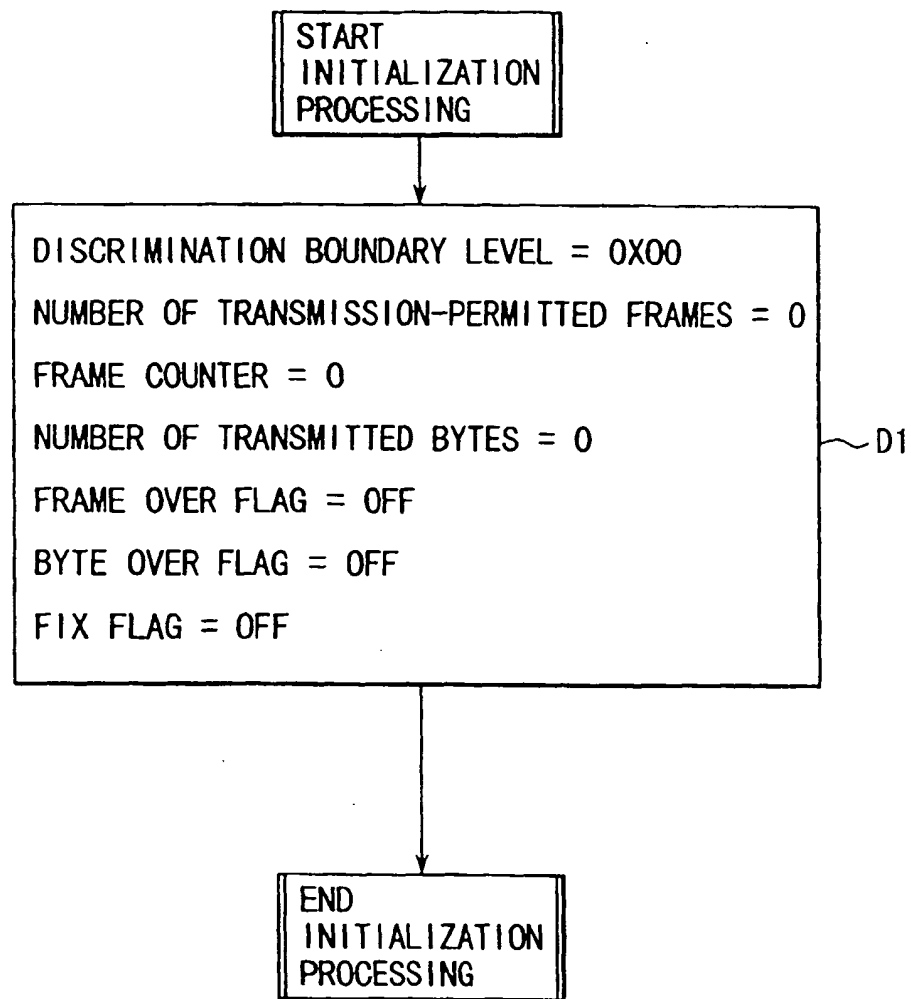 START
INITIALIZATION
PROCESSING
DISCRIMINATION BOUNDARY LEVEL = 0X00
NUMBER OF TRANSMISSION-PERMITTED FRAMES = 0
FRAME COUNTER = 0
NUMBER OF TRANSMITTED BYTES = 0
D1
FRAME OVER FLAG = OFF
BYTE OVER FLAG = OFF
FIX FLAG = OFF
END
INITIALIZATION
PROCESSING